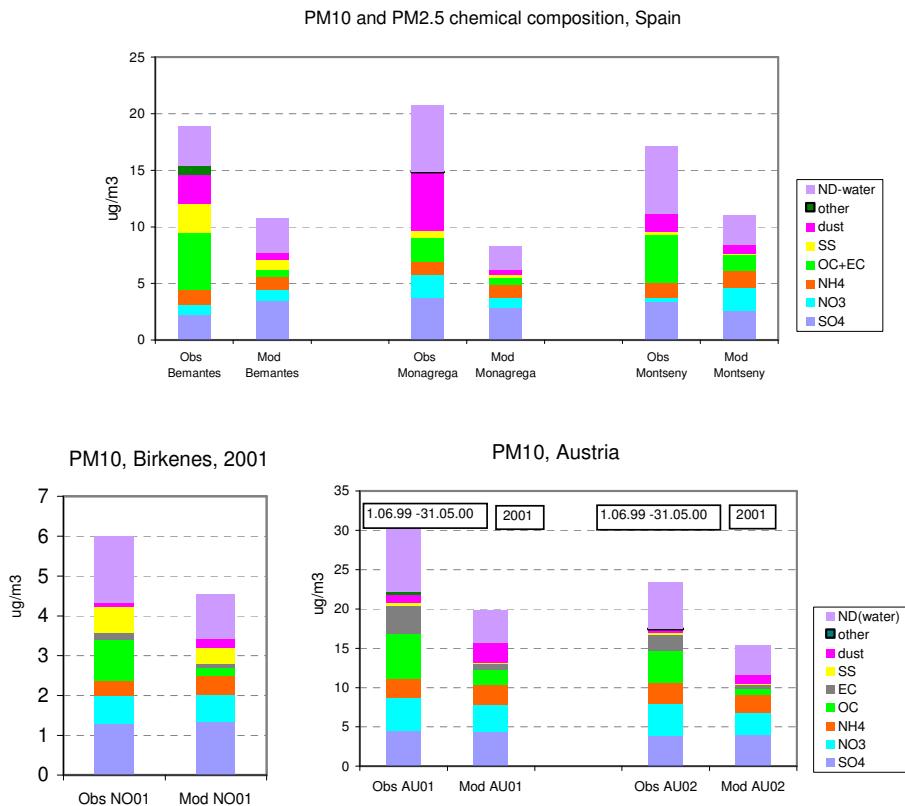 PM10 and PM2.5 chemical composition, Spain
25
20
15
10
5
0
ug/m3
Obs Bemantes
Mod Bemantes
Obs Monagrega
Mod Monagrega
Obs Montseny
Mod Montseny
ND-water
other
dust
SS
OC+EC
NH4
NO3
SO4
PM10, Birkenes, 2001
7
6
5
4
3
2
1
0
ug/m3
Obs NO01
Mod NO01
PM10, Austria
35
30
25
20
15
10
5
0
ug/m3
1.06.99 -31.05.00
2001
1.06.99 -31.05.00
2001
Obs AU01
Mod AU01
Obs AU02
Mod AU02
ND(water)
other
dust
SS
EC
OC
NH4
NO3
SO4